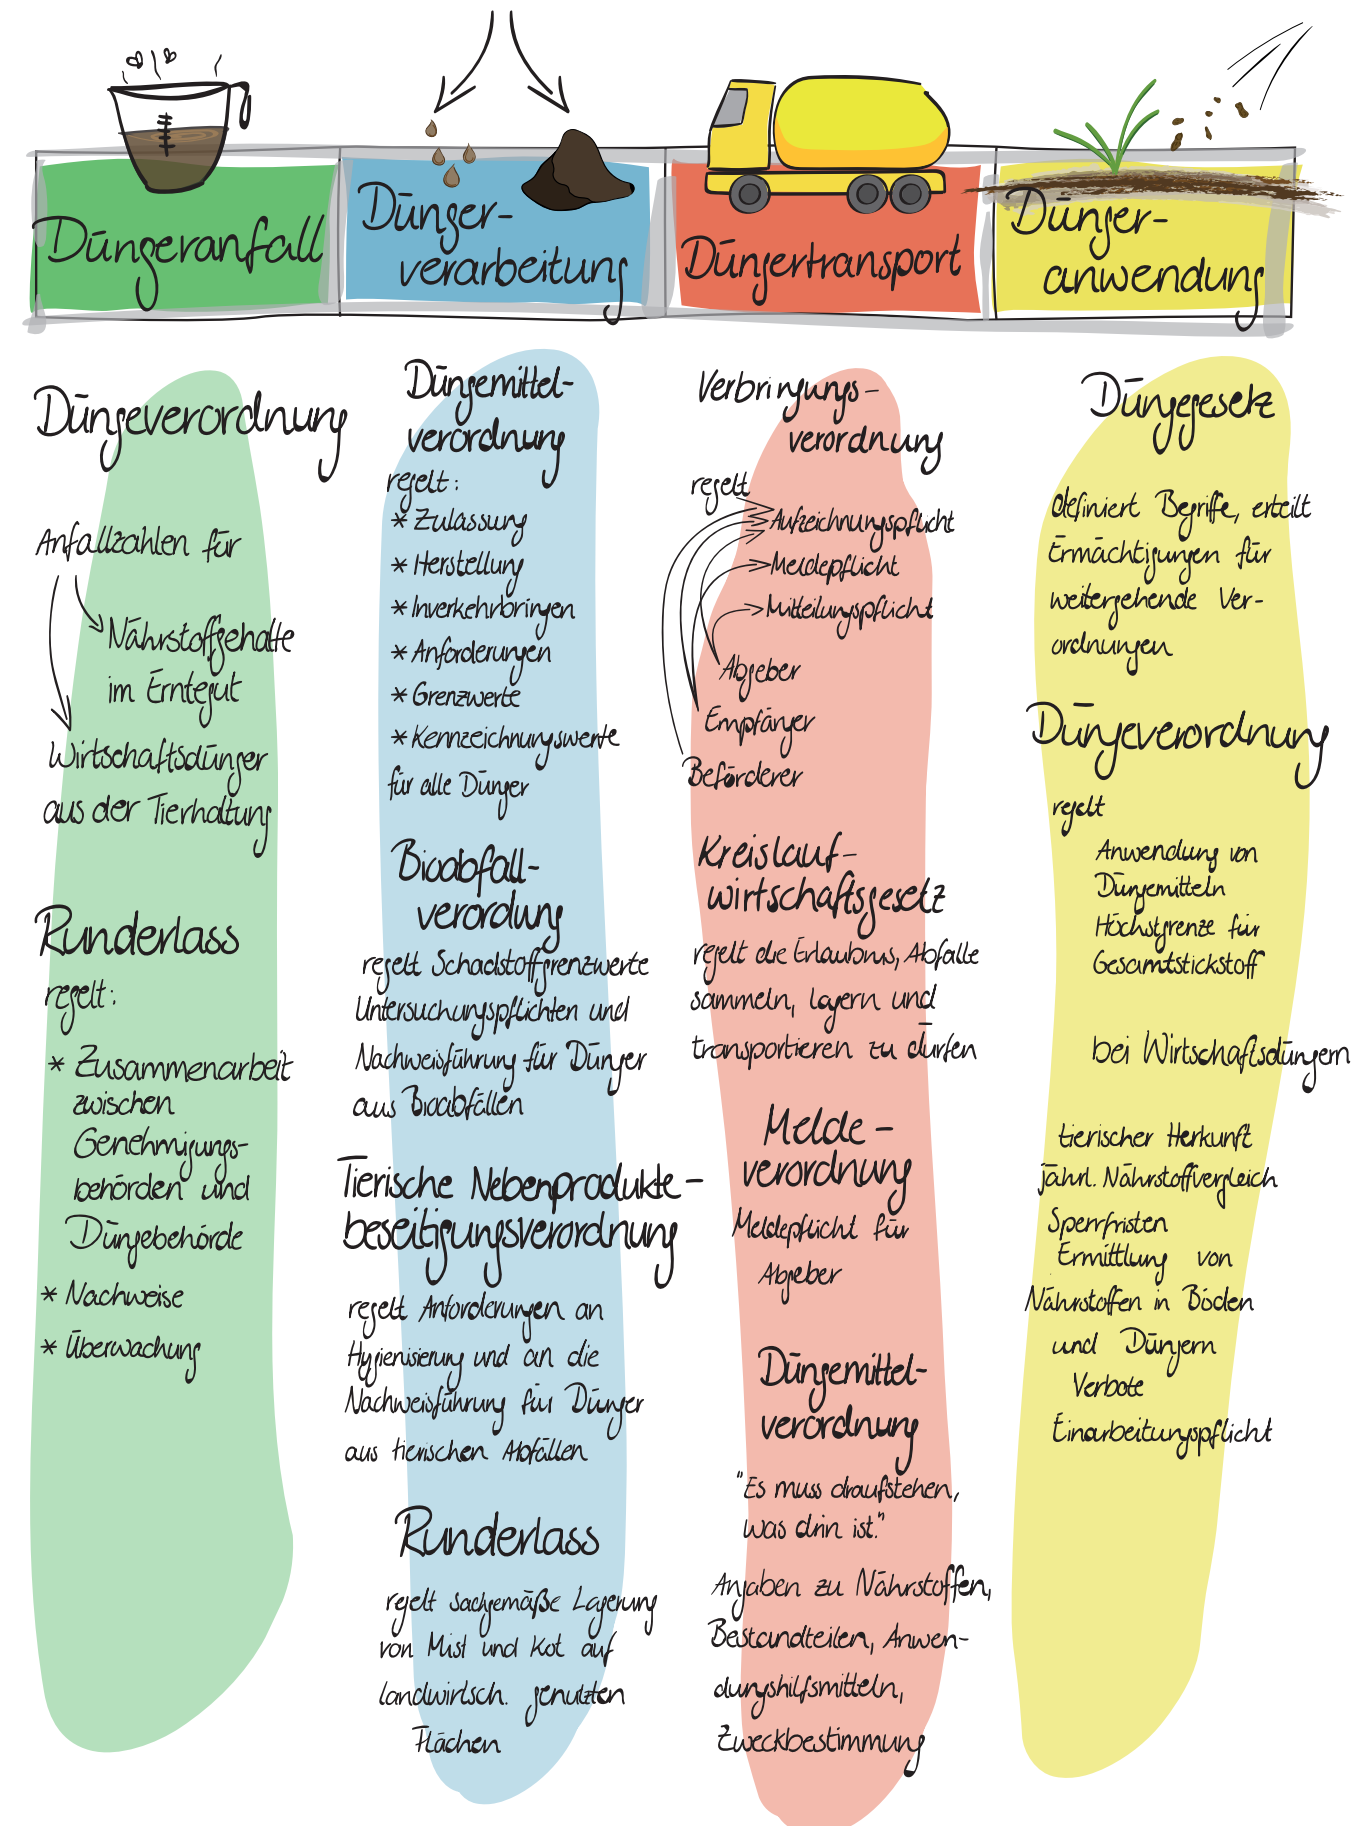 Düngeranfall
Dünger-
verarbeitung
Düngertransport
Dünger-
anwendung
Düngeverordnung
Anfallzahlen für
Nährstoffgehalte
im Erntegut
Wirtschaftsdünger
aus der Tierhaltung
Runderlass
regelt:
* Zusammenarbeit
zwischen
Genehmigungs-
behörden und
Düngebehörde
* Nachweise
* Überwachung
Düngemittel-
verordnung
regelt:
* Zulassung
* Herstellung
* Inverkehrbringen
* Anforderungen
* Grenzwerte
* Kennzeichnungswerte
für alle Dünger
Bioabfall-
verordung
regelt Schadstoffgrenzwerte
Untersuchungspflichten und
Nachweisführung für Dünger
aus Bioabfällen
Tierische Nebenprodukte-
beseitigungsverordnung
regelt Anforderungen an
Hygienisierung und an die
Nachweisführung für Dünger
aus tierischen Abfällen
Runderlass
regelt sachgemäße Lagerung
von Mist und Kot auf
landwirtsch. genutzten
Flächen
Verbringungs-
verordnung
regelt
Aufzeichnungspflicht
Meldepflicht
Mitteilungspflicht
Abgeber
Empfänger
Beförderer
Kreislauf-
wirtschaftsgesetz
regelt die Erlaubnis, Abfälle
sammeln, lagern und
transportieren zu dürfen
Melde-
verordnung
Meldepflicht für
Abgeber
Düngemittel-
verordnung
"Es muss draufstehen,
was drin ist."
Angaben zu Nährstoffen,
Bestandteilen, Anwen-
dungshilfsmitteln,
Zweckbestimmung
Düngegesetz
definiert Begriffe, erteilt
Ermächtigungen für
weitergehende Ver-
ordnungen
Düngeverordnung
regelt
Anwendung von
Düngemitteln
Höchstgrenze für
Gesamtstickstoff
bei Wirtschaftsdüngern
tierischer Herkunft
jährl. Nährstoffvergleich
Sperrfristen
Ermittlung von
Nährstoffen in Böden
und Düngern
Verbote
Einarbeitungspflicht